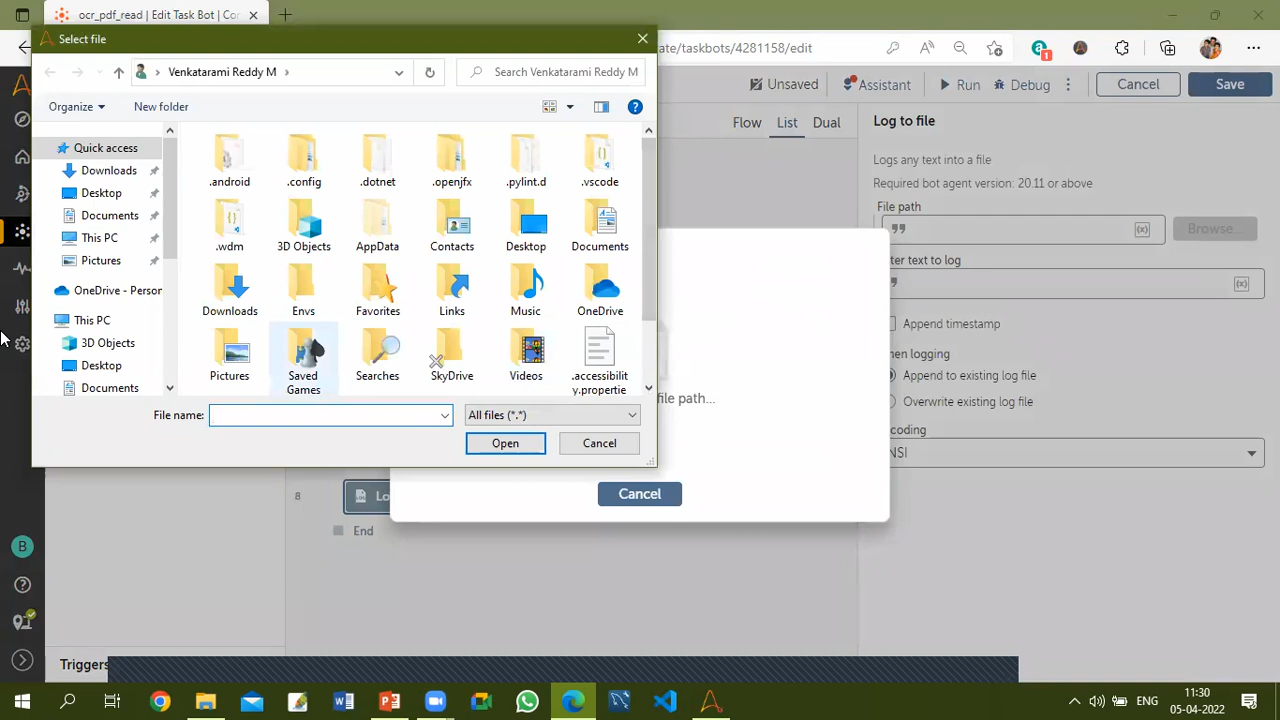 ocr_pdf_read | Edit Task Bot | Co
Select file
Venkatarami Reddy M
Search Venkatarami Reddy M
ate/taskbots/4281158/edit
1
Organize
New folder
Unsaved
Assistant
Run
Debug
Cancel
Save
Quick access
Downloads
Desktop
Documents
This PC
Pictures
OneDrive - Person
This PC
3D Objects
Desktop
Documents
.android
.config
.dotnet
.openjfx
.pylint.d
.vscode
.wdm
3D Objects
AppData
Contacts
Desktop
Documents
Downloads
Envs
Favorites
Links
Music
OneDrive
Pictures
Saved Games
Searches
SkyDrive
Videos
.accessibility.propertie
File name:
All files (*.*)
Open
Cancel
Flow
List
Dual
Log to file
Logs any text into a file
Required bot agent version: 20.11 or above
File path
Browse...
ter text to log
Append timestamp
hen logging
Append to existing log file
Overwrite existing log file
coding
NSI
file path...
Cancel
8
Lo
End
B
Triggers
ENG
11:30
05-04-2022